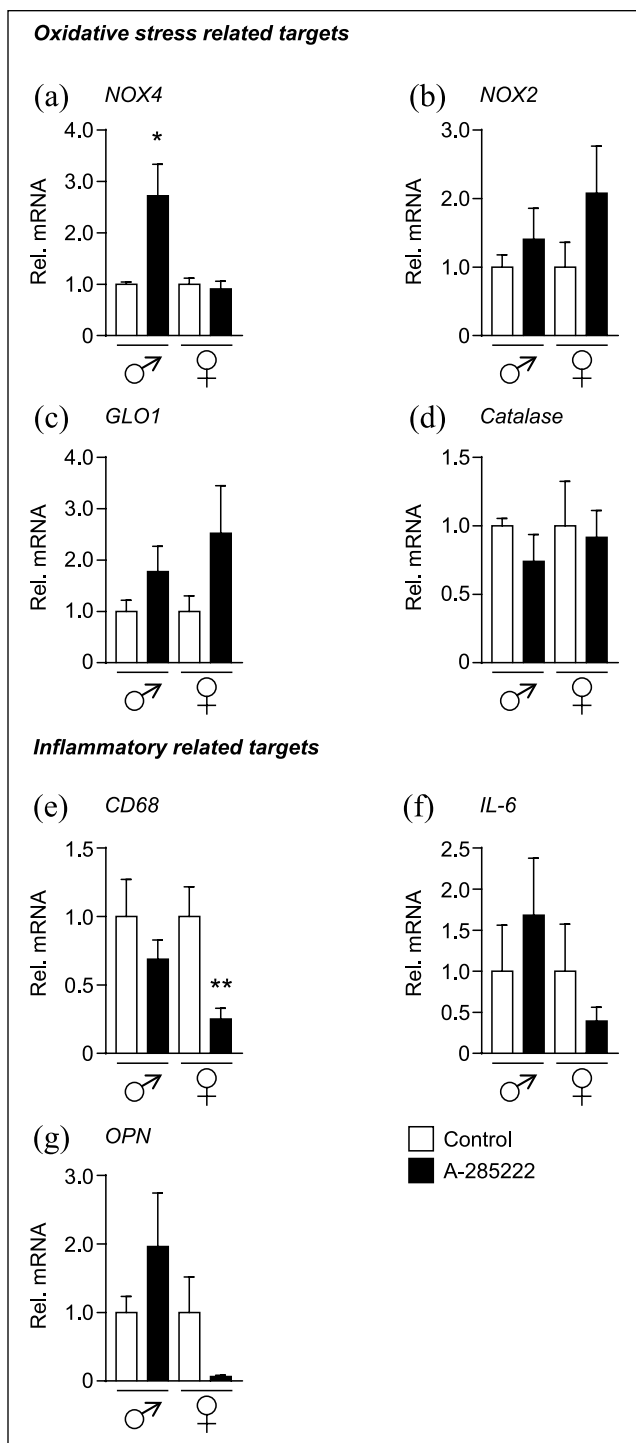 Oxidative stress related targets
(a) NOX4
4.0
*
3.0
2.0
1.0
0
Rel. mRNA
♂ ♀
(b) NOX2
3.0
2.0
1.0
0
Rel. mRNA
♂ ♀
(c) GLO1
4.0
3.0
2.0
1.0
0
Rel. mRNA
♂ ♀
(d) Catalase
1.5
1.0
0.5
0
Rel. mRNA
♂ ♀
Inflammatory related targets
(e) CD68
1.5
1.0
0.5
**
0
Rel. mRNA
♂ ♀
(f) IL-6
2.5
2.0
1.5
1.0
0.5
0
Rel. mRNA
♂ ♀
(g) OPN
3.0
2.0
1.0
0
Rel. mRNA
♂ ♀
Control
A-285222